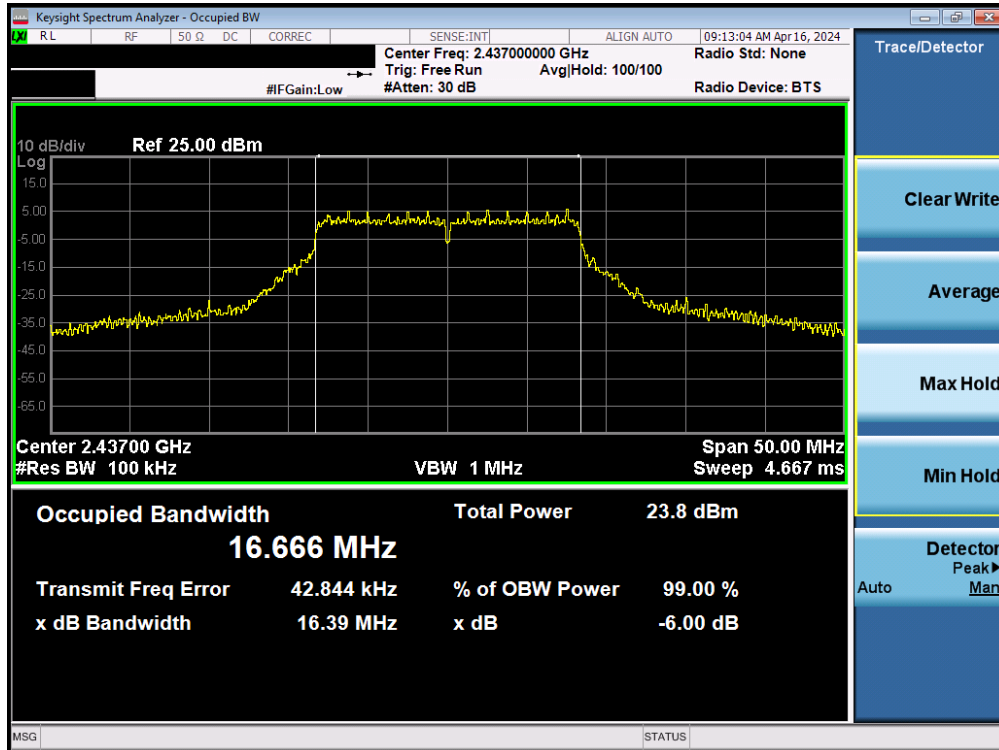 Keysight Spectrum Analyzer - Occupied BW
LXI RL RF 50 Ω DC CORREC SENSE:INT ALIGN AUTO 09:13:04 AM Apr 16, 2024
Center Freq: 2.437000000 GHz Radio Std: None
Trig: Free Run Avg|Hold: 100/100
#IFGain:Low #Atten: 30 dB Radio Device: BTS
Trace/Detector
10 dB/div Ref 25.00 dBm
Log
15.0
5.00
-5.00
-15.0
-25.0
-35.0
-45.0
-55.0
-65.0
Center 2.43700 GHz Span 50.00 MHz
#Res BW 100 kHz VBW 1 MHz Sweep 4.667 ms
Occupied Bandwidth Total Power 23.8 dBm
16.666 MHz
Transmit Freq Error 42.844 kHz % of OBW Power 99.00 %
x dB Bandwidth 16.39 MHz x dB -6.00 dB
Clear Write
Average
Max Hold
Min Hold
Detector
Peak▶
Auto Man
MSG STATUS